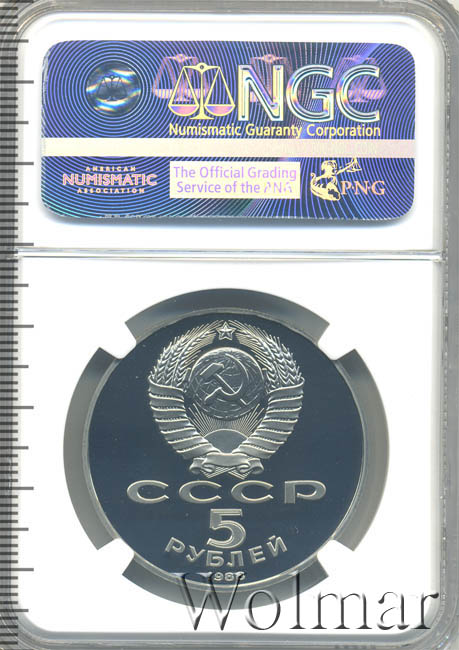 NGC
Numismatic Guaranty Corporation
AMERICAN
NUMISMATIC
ASSOCIATION
The Official Grading
Service of the PNG
PNG
СССР
5
РУБЛЕЙ
1988
Wolmar